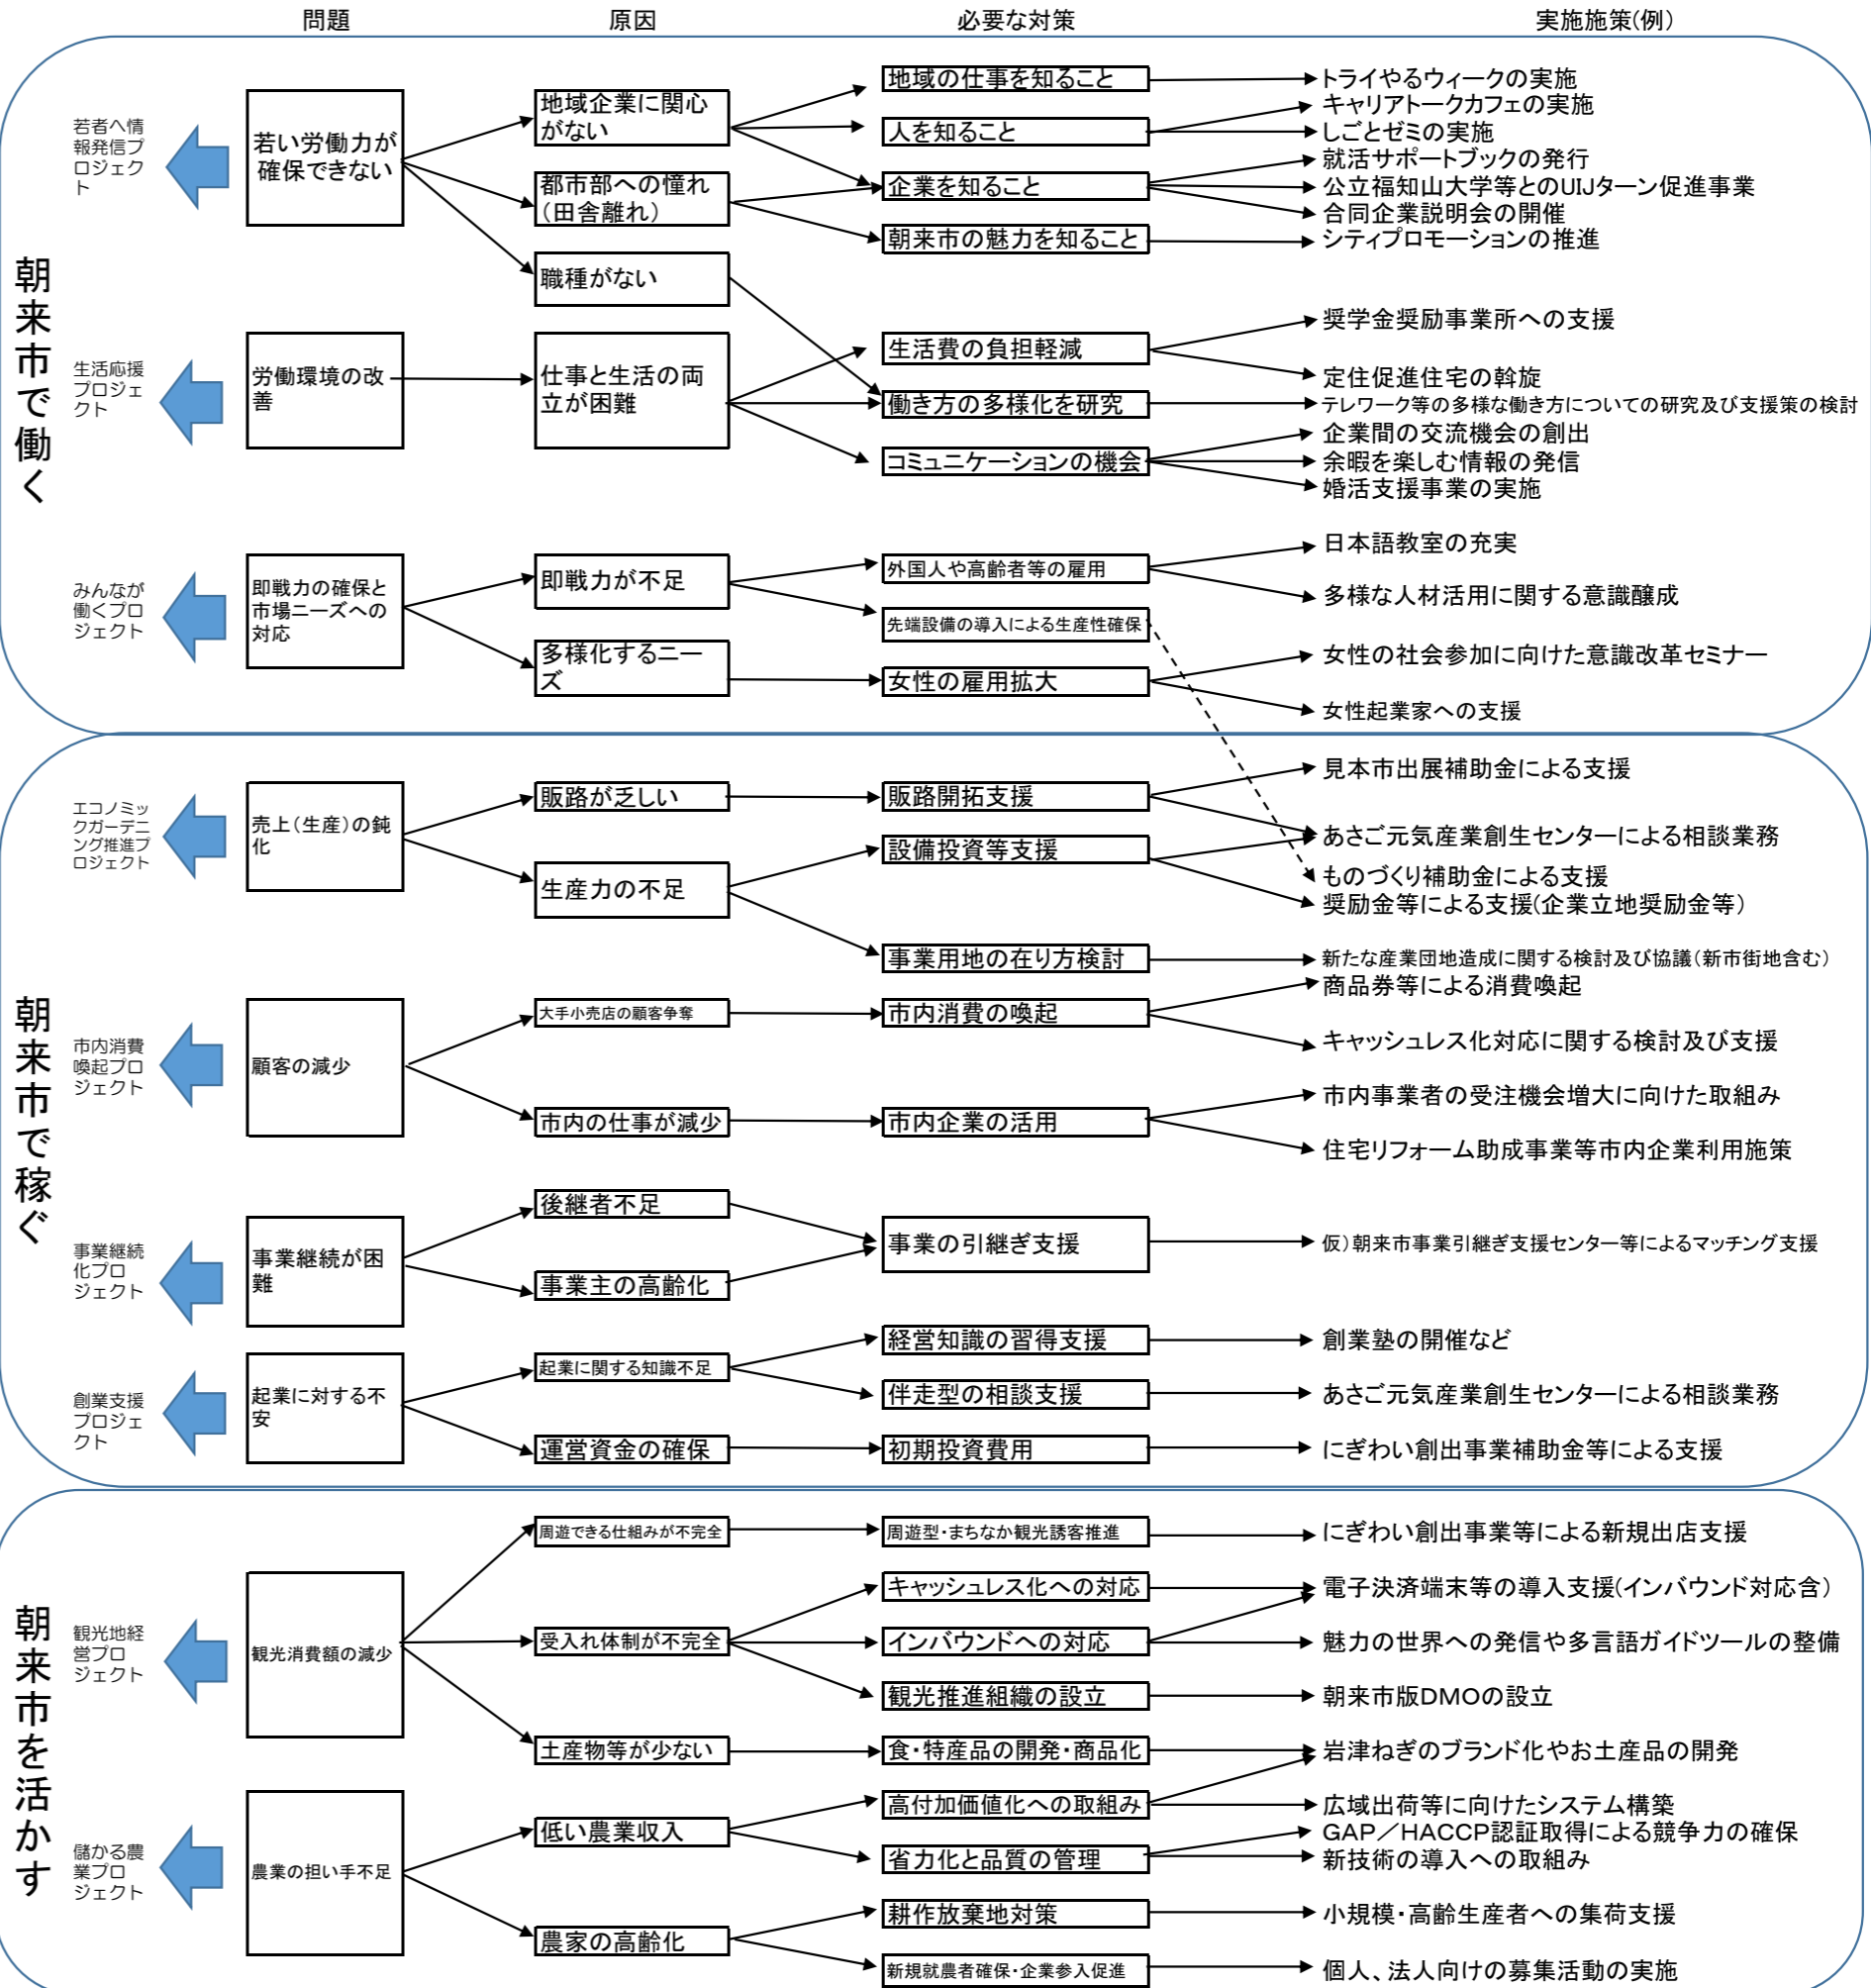 問題
原因
必要な対策
実施施策(例)
朝来市で働く
若者へ情
報発信プ
ロジェク
ト
若い労働力が
確保できない
地域企業に関心
がない
都市部への憧れ
(田舎離れ)
職種がない
地域の仕事を知ること
人を知ること
企業を知ること
朝来市の魅力を知ること
トライやるウィークの実施
キャリアトークカフェの実施
しごとゼミの実施
就活サポートブックの発行
公立福知山大学等とのUIJターン促進事業
合同企業説明会の開催
シティプロモーションの推進
生活応援
プロジェ
クト
労働環境の改
善
仕事と生活の両
立が困難
生活費の負担軽減
働き方の多様化を研究
コミュニケーションの機会
奨学金奨励事業所への支援
定住促進住宅の斡旋
テレワーク等の多様な働き方についての研究及び支援策の検討
企業間の交流機会の創出
余暇を楽しむ情報の発信
婚活支援事業の実施
みんなが
働くプロ
ジェクト
即戦力の確保と
市場ニーズへの
対応
即戦力が不足
多様化するニー
ズ
外国人や高齢者等の雇用
先端設備の導入による生産性確保
女性の雇用拡大
日本語教室の充実
多様な人材活用に関する意識醸成
女性の社会参加に向けた意識改革セミナー
女性起業家への支援
朝来市で稼ぐ
エコノミッ
クガーデニ
ング推進プ
ロジェクト
売上(生産)の鈍
化
販路が乏しい
生産力の不足
販路開拓支援
設備投資等支援
事業用地の在り方検討
見本市出展補助金による支援
あさご元気産業創生センターによる相談業務
ものづくり補助金による支援
奨励金等による支援(企業立地奨励金等)
新たな産業団地造成に関する検討及び協議(新市街地含む)
市内消費
喚起プロ
ジェクト
顧客の減少
大手小売店の顧客争奪
市内の仕事が減少
市内消費の喚起
市内企業の活用
商品券等による消費喚起
キャッシュレス化対応に関する検討及び支援
市内事業者の受注機会増大に向けた取組み
住宅リフォーム助成事業等市内企業利用施策
事業継続
化プロ
ジェクト
事業継続が困
難
後継者不足
事業主の高齢化
事業の引継ぎ支援
仮)朝来市事業引継ぎ支援センター等によるマッチング支援
創業支援
プロジェ
クト
起業に対する不
安
起業に関する知識不足
運営資金の確保
経営知識の習得支援
伴走型の相談支援
初期投資費用
創業塾の開催など
あさご元気産業創生センターによる相談業務
にぎわい創出事業補助金等による支援
朝来市を活かす
観光地経
営プロ
ジェクト
観光消費額の減少
周遊できる仕組みが不完全
受入れ体制が不完全
土産物等が少ない
周遊型・まちなか観光誘客推進
キャッシュレス化への対応
インバウンドへの対応
観光推進組織の設立
食・特産品の開発・商品化
にぎわい創出事業等による新規出店支援
電子決済端末等の導入支援(インバウンド対応含)
魅力の世界への発信や多言語ガイドツールの整備
朝来市版DMOの設立
岩津ねぎのブランド化やお土産品の開発
儲かる農
業プロ
ジェクト
農業の担い手不足
低い農業収入
農家の高齢化
高付加価値化への取組み
省力化と品質の管理
耕作放棄地対策
新規就農者確保・企業参入促進
広域出荷等に向けたシステム構築
GAP/HACCP認証取得による競争力の確保
新技術の導入への取組み
小規模・高齢生産者への集荷支援
個人、法人向けの募集活動の実施